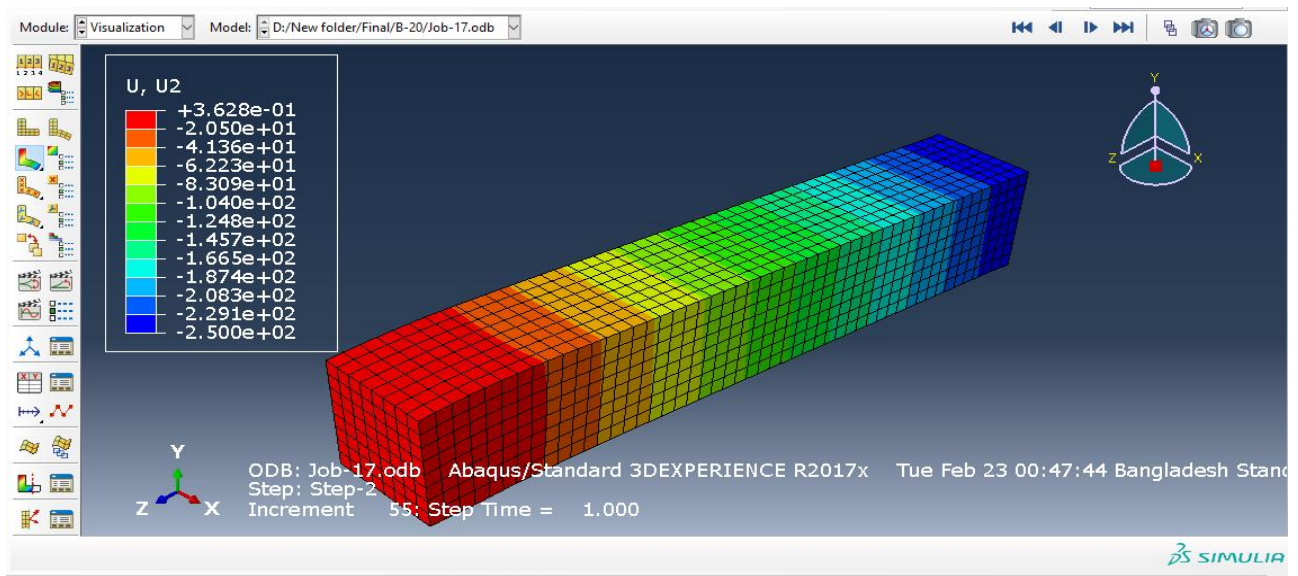 Module: Visualization Model: D:/New folder/Final/B-20/Job-17.odb
U, U2
+3.628e-01
-2.050e+01
-4.136e+01
-6.223e+01
-8.309e+01
-1.040e+02
-1.248e+02
-1.457e+02
-1.665e+02
-1.874e+02
-2.083e+02
-2.291e+02
-2.500e+02
Y
Z X
Y
Z X
ODB: Job-17.odb Abaqus/Standard 3DEXPERIENCE R2017x Tue Feb 23 00:47:44 Bangladesh Stand
Step: Step-2
Increment 55: Step Time = 1.000
SIMULIA